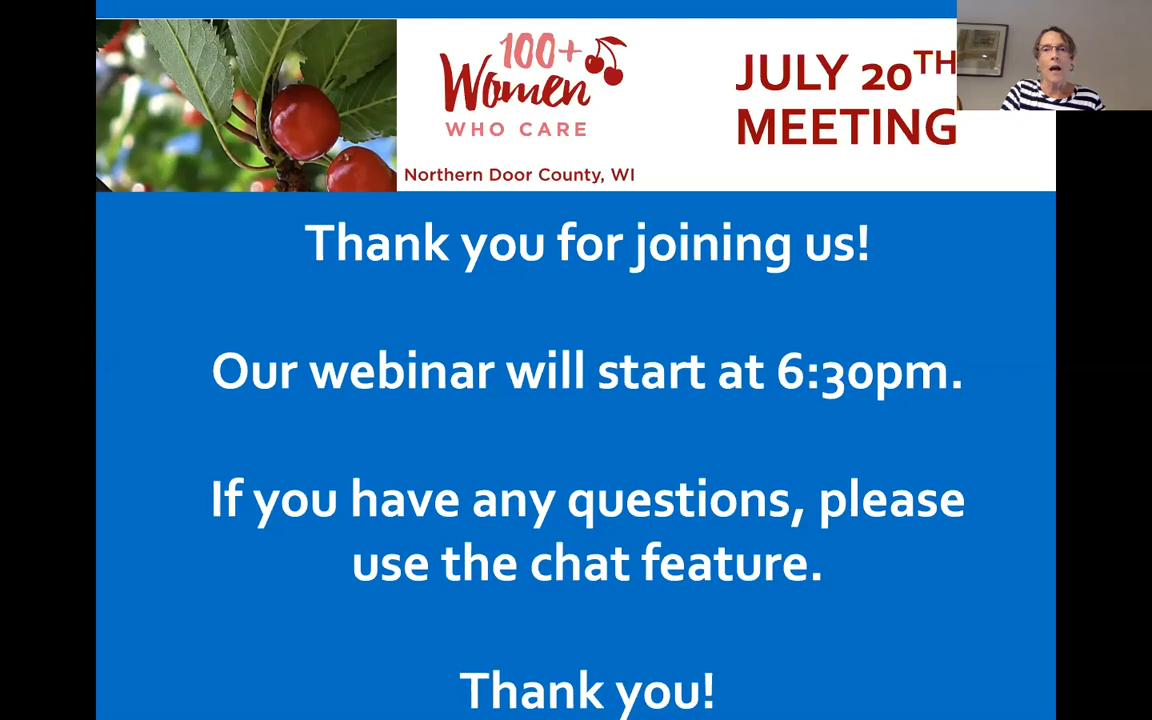 100+
Women
WHO CARE
Northern Door County, WI
JULY 20TH
MEETING
Thank you for joining us!
Our webinar will start at 6:30pm.
If you have any questions, please
use the chat feature.
Thank you!